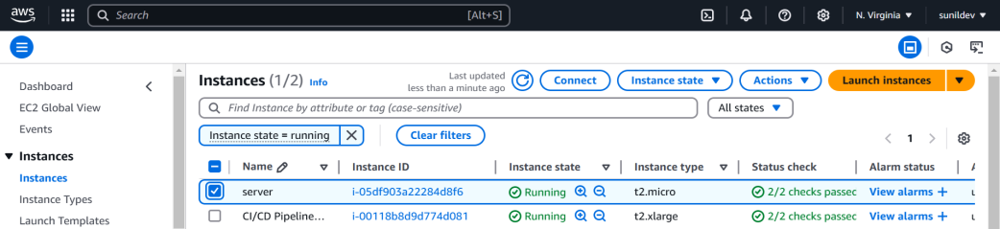 aws Search [Alt+S] N. Virginia ▼ sunildev ▼
Dashboard
EC2 Global View
Events
▼ Instances
Instances
Instance Types
Launch Templates
Instances (1/2) Info
Last updated
less than a minute ago
Connect Instance state ▼ Actions ▼ Launch instances ▼
Find Instance by attribute or tag (case-sensitive) All states ▼
Instance state = running Clear filters
1
Name Instance ID Instance state Instance type Status check Alarm status
server i-05df903a22284d8f6 Running t2.micro 2/2 checks passec View alarms +
CI/CD Pipeline... i-00118b8d9d774d081 Running t2.xlarge 2/2 checks passec View alarms +